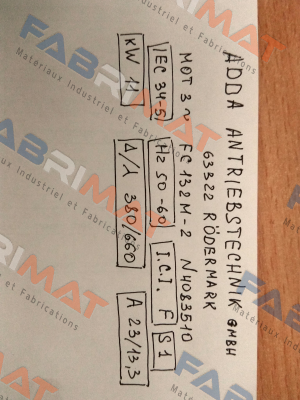 ADDA ANTRIEBSTECHNIK GMBH
63322 RÖDERMARK
MOT 3~ FC 132M-2 N4083510
IEC 34-5 Hz 50-60 I.C.I. F S1
KW 11 Δ/λ 380/660 A 23/13,3
FABRIMAT
Matériaux Industriel et Fabrications